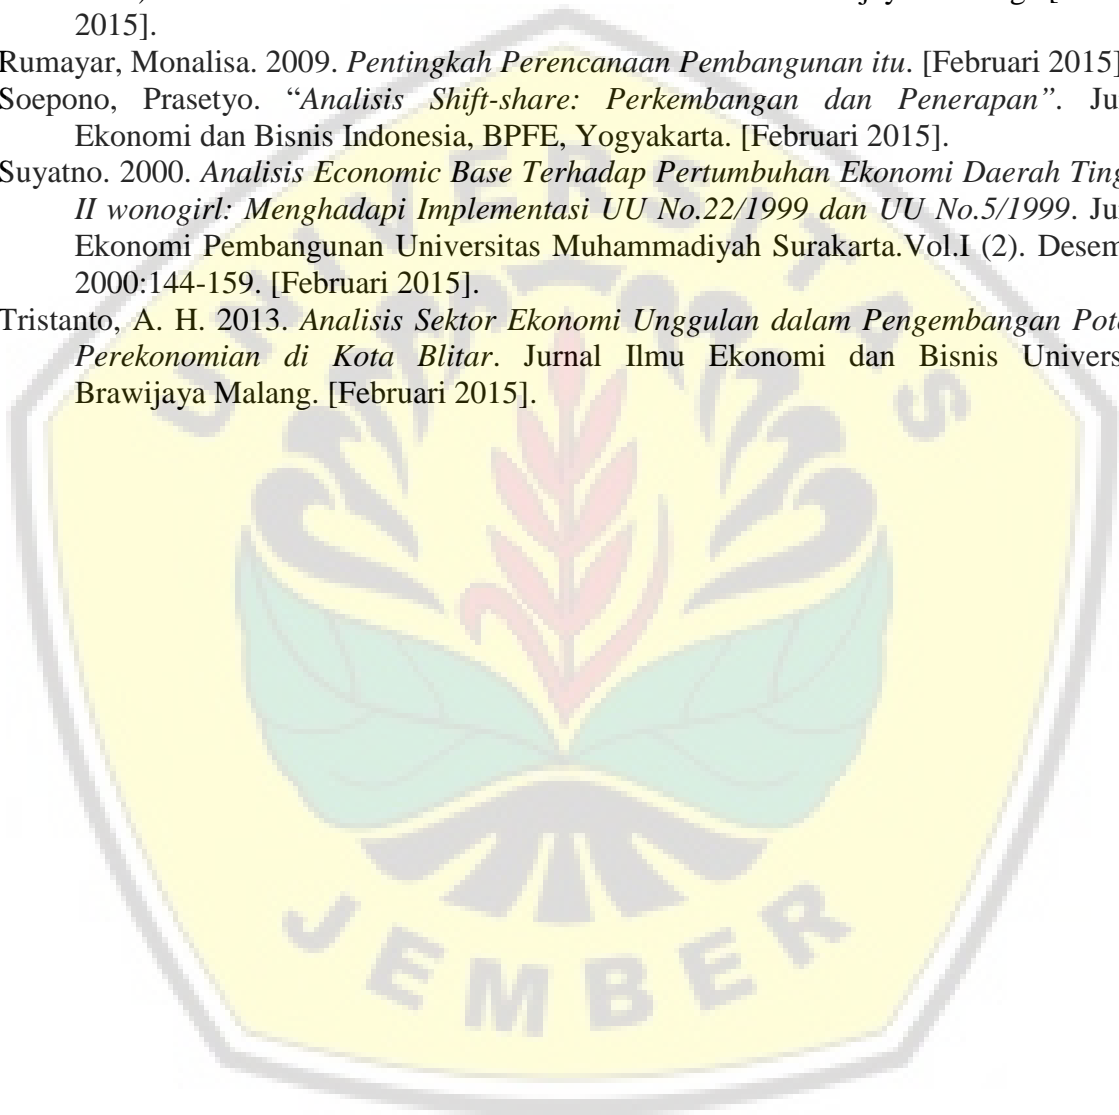 2015].
Rumayar, Monalisa. 2009. Pentingkah Perencanaan Pembangunan itu. [Februari 2015]
Soepono, Prasetyo. “Analisis Shift-share: Perkembangan dan Penerapan”. Ju
Ekonomi dan Bisnis Indonesia, BPFE, Yogyakarta. [Februari 2015].
Suyatno. 2000. Analisis Economic Base Terhadap Pertumbuhan Ekonomi Daerah Ting
II wonogirl: Menghadapi Implementasi UU No.22/1999 dan UU No.5/1999. Ju
Ekonomi Pembangunan Universitas Muhammadiyah Surakarta.Vol.I (2). Desem
2000:144-159. [Februari 2015].
Tristanto, A. H. 2013. Analisis Sektor Ekonomi Unggulan dalam Pengembangan Pot
Perekonomian di Kota Blitar. Jurnal Ilmu Ekonomi dan Bisnis Univers
Brawijaya Malang. [Februari 2015].
UNIVERSITAS
JEMBER